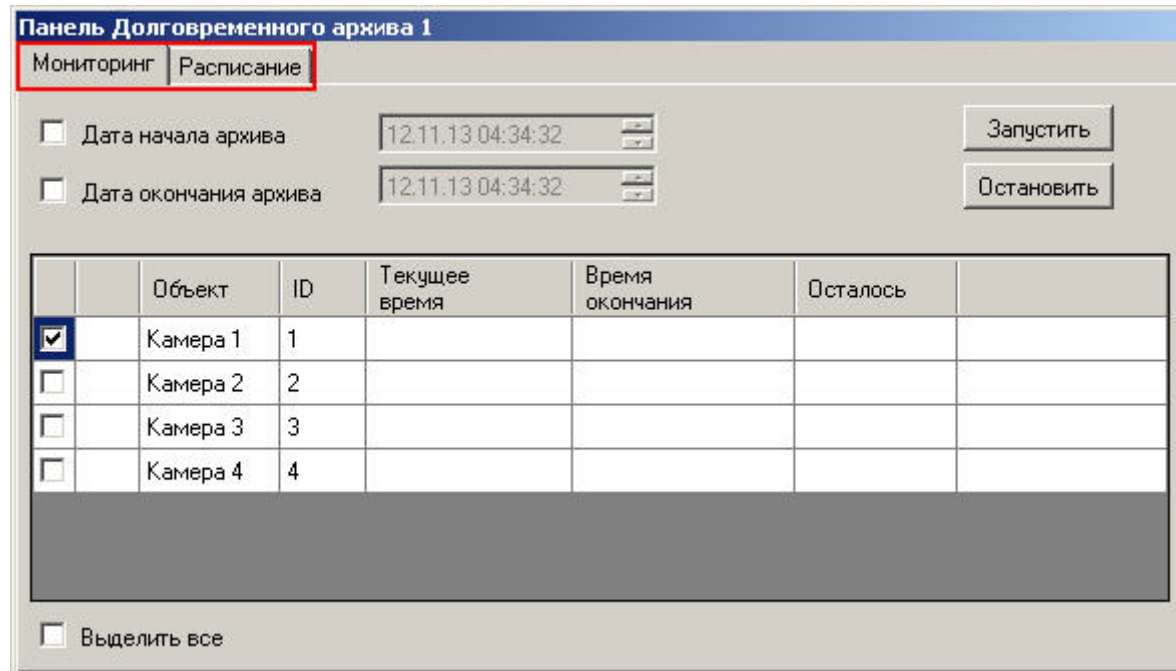 Панель Долговременного архива 1
Мониторинг Расписание
Дата начала архива 12.11.13 04:34:32 Запустить
Дата окончания архива 12.11.13 04:34:32 Остановить
Объект ID Текущее время Время окончания Осталось
Камера 1 1
Камера 2 2
Камера 3 3
Камера 4 4
Выделить все